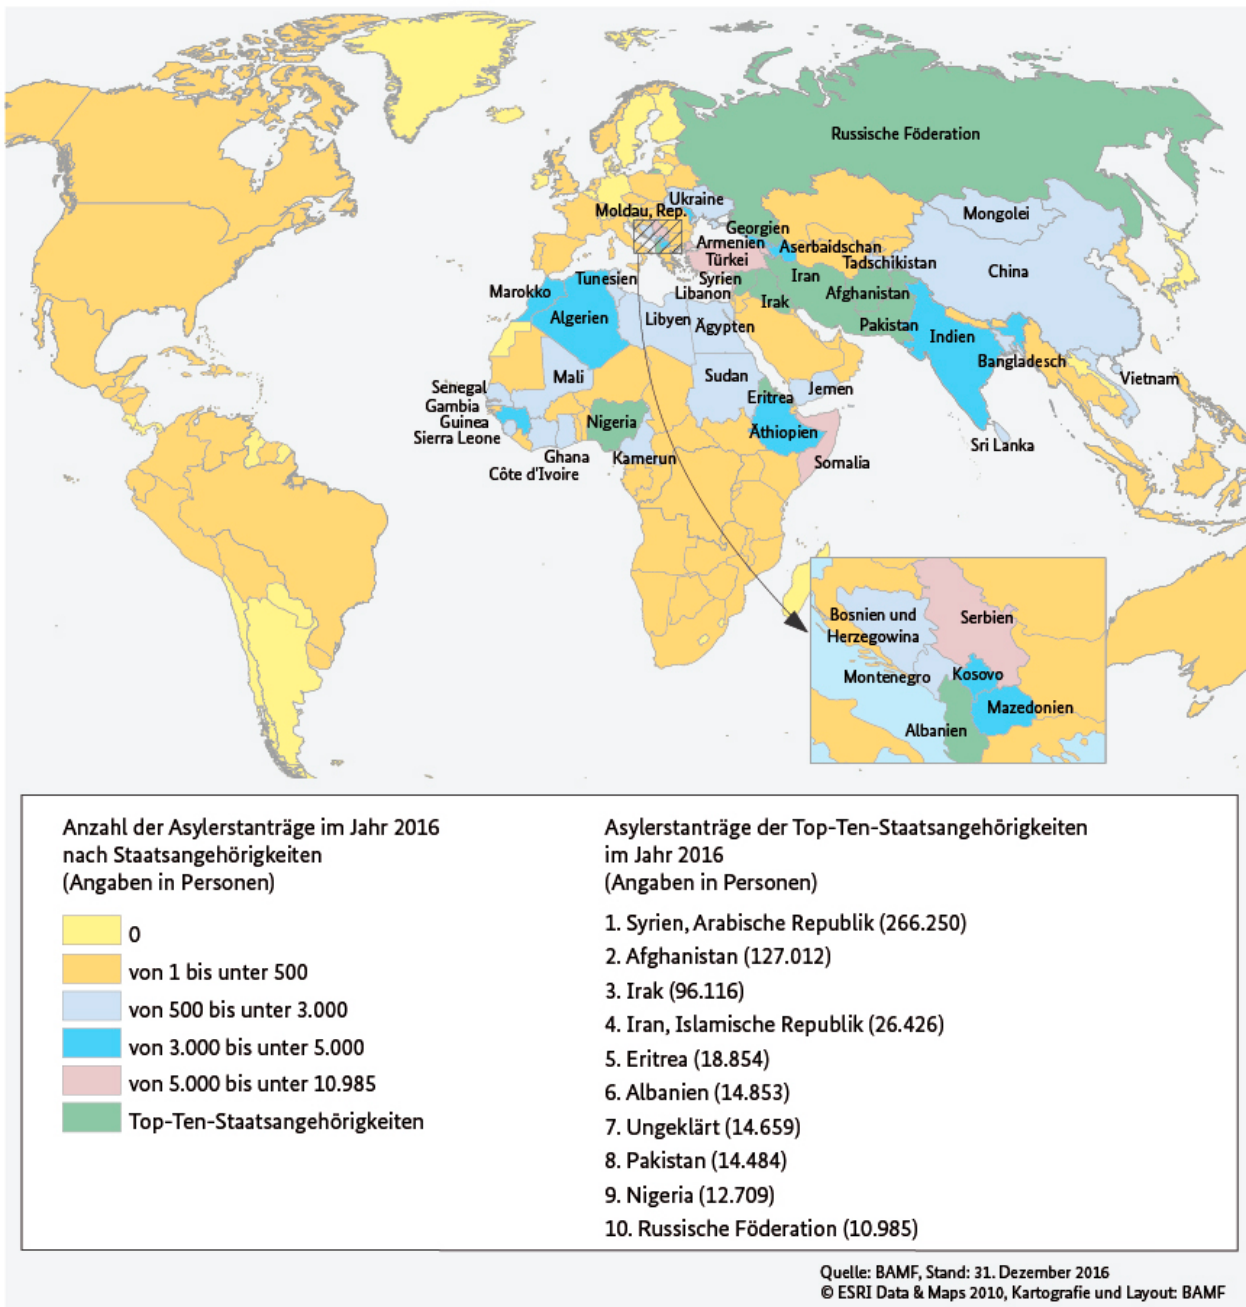 Russische Föderation
Ukraine
Moldau, Rep.
Mongolei
Georgien
Armenien
Aserbaidschan
Türkei
Tadschikistan
China
Tunesien
Syrien
Iran
Marokko
Libanon
Afghanistan
Irak
Algerien
Libyen
Ägypten
Pakistan
Indien
Bangladesch
Mali
Sudan
Vietnam
Senegal
Jemen
Eritrea
Gambia
Guinea
Nigeria
Sierra Leone
Äthiopien
Sri Lanka
Ghana
Kamerun
Somalia
Côte d'Ivoire
Bosnien und
Herzegowina
Serbien
Montenegro
Kosovo
Mazedonien
Albanien
Anzahl der Asylerstanträge im Jahr 2016
nach Staatsangehörigkeiten
(Angaben in Personen)
0
von 1 bis unter 500
von 500 bis unter 3.000
von 3.000 bis unter 5.000
von 5.000 bis unter 10.985
Top-Ten-Staatsangehörigkeiten
Asylerstanträge der Top-Ten-Staatsangehörigkeiten
im Jahr 2016
(Angaben in Personen)
1. Syrien, Arabische Republik (266.250)
2. Afghanistan (127.012)
3. Irak (96.116)
4. Iran, Islamische Republik (26.426)
5. Eritrea (18.854)
6. Albanien (14.853)
7. Ungeklärt (14.659)
8. Pakistan (14.484)
9. Nigeria (12.709)
10. Russische Föderation (10.985)
Quelle: BAMF, Stand: 31. Dezember 2016
© ESRI Data & Maps 2010, Kartografie und Layout: BAMF